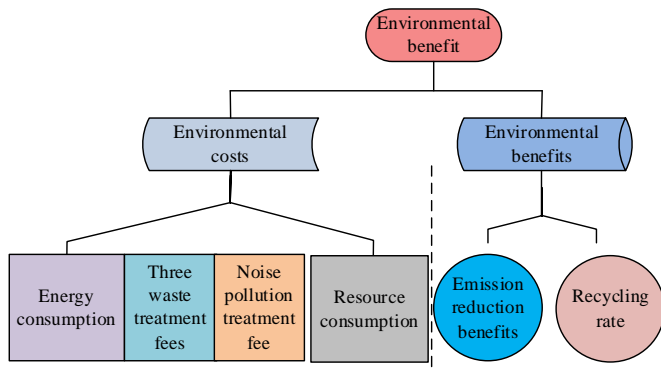 Environmental
benefit
Environmental
costs
Environmental
benefits
Energy
consumption
Three
waste
treatment
fees
Noise
pollution
treatment
fee
Resource
consumption
Emission
reduction
benefits
Recycling
rate